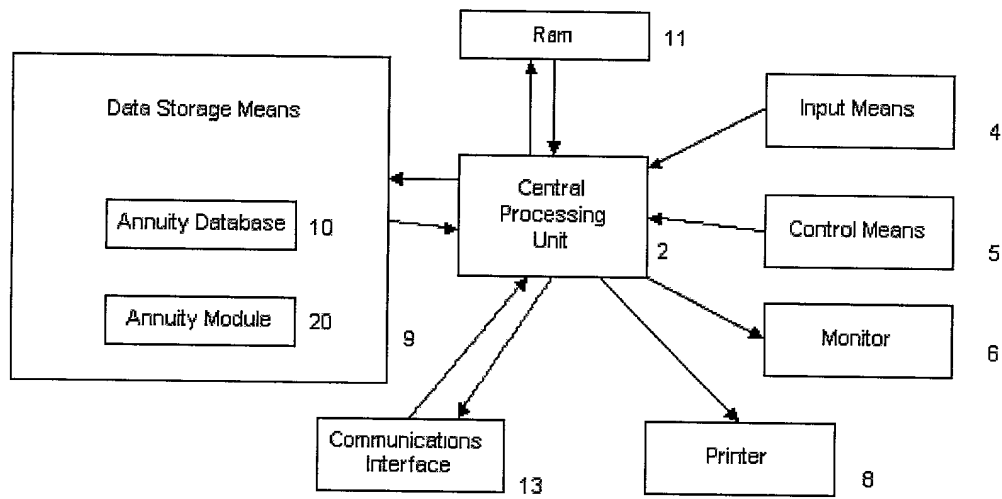 Ram
11
Data Storage Means
Input Means
4
Central
Processing
Unit
2
Annuity Database
10
Control Means
5
Annuity Module
20
9
Monitor
6
Communications
Interface
13
Printer
8